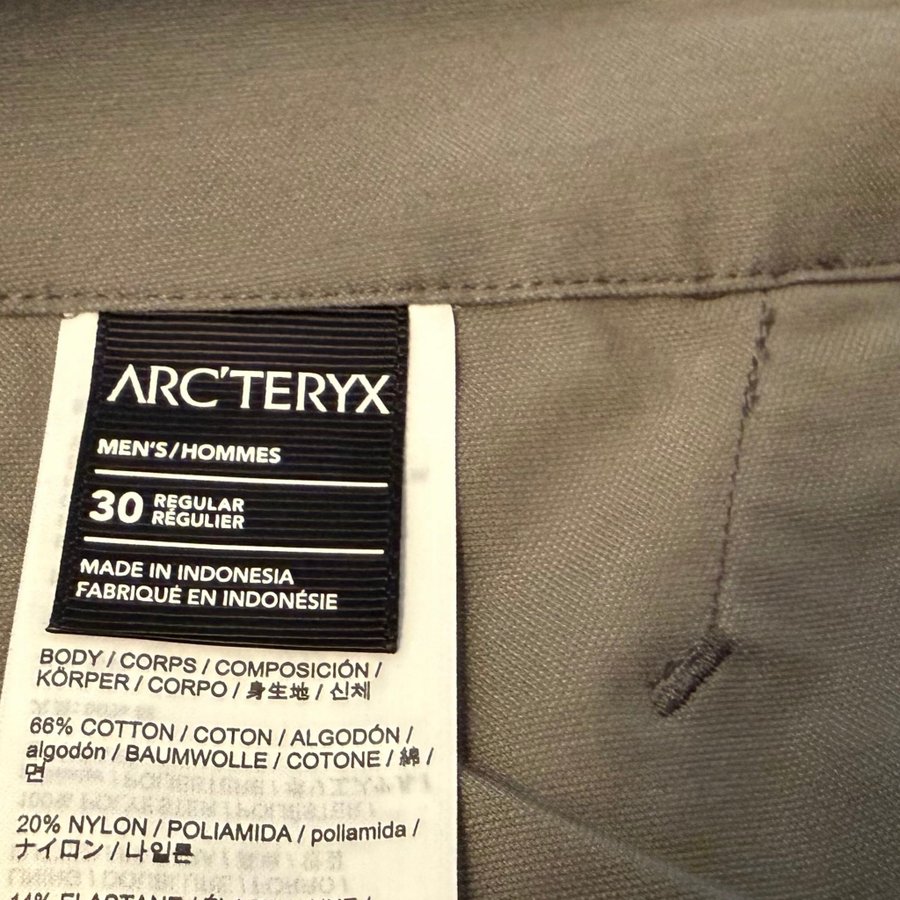 ARC'TERYX
MEN'S/HOMMES
30 REGULAR
RÉGULIER
MADE IN INDONESIA
FABRIQUÉ EN INDONÉSIE
BODY / CORPS / COMPOSICIÓN /
KÖRPER / CORPO / 身生地 / 신체
66% COTTON / COTON / ALGODÓN /
algodón / BAUMWOLLE / COTONE / 綿 /
면
20% NYLON / POLIAMIDA / poliamida /
ナイロン / 나일론
14% ELASTANE /